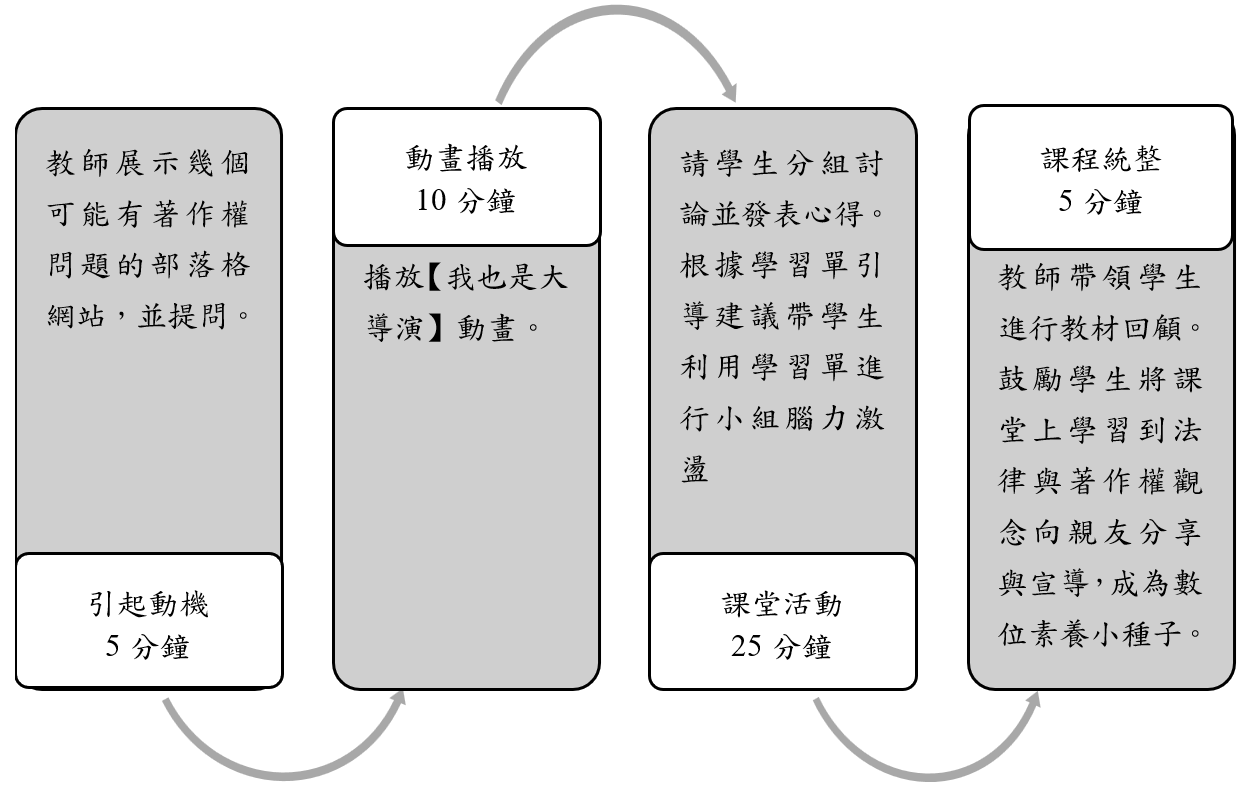 教師展示幾個
可能有著作權
問題的部落格
網站，並提問。
引起動機
5 分鐘
動畫播放
10 分鐘
播放【我也是大
導演】動畫。
請學生分組討
論並發表心得。
根據學習單引
導建議帶學生
利用學習單進
行小組腦力激
盪
課堂活動
25 分鐘
課程統整
5 分鐘
教師帶領學生
進行教材回顧。
鼓勵學生將課
堂上學習到法
律與著作權觀
念向親友分享
與宣導，成為數
位素養小種子。